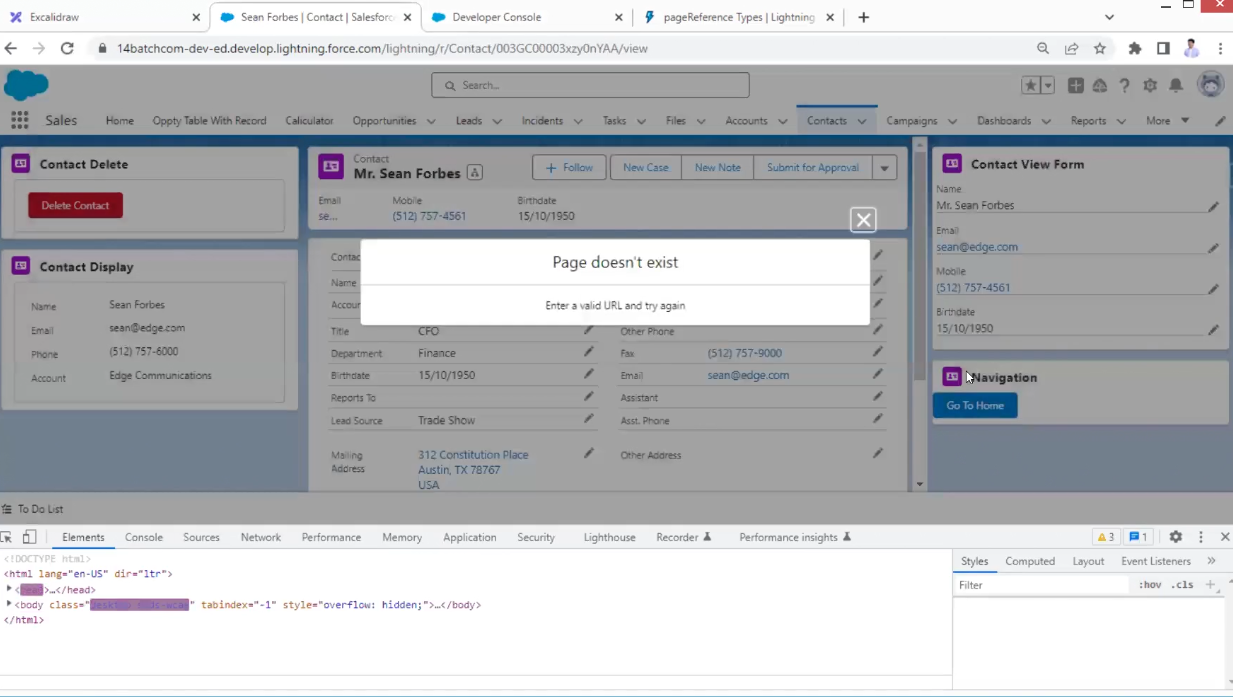 Excalidraw
Sean Forbes | Contact | Salesforc
Developer Console
pageReference Types | Lightning
14batchcom-dev-ed.develop.lightning.force.com/lightning/r/Contact/003GC00003xzy0nYAA/view
Search...
Sales
Home
Oppty Table With Record
Calculator
Opportunities
Leads
Incidents
Tasks
Files
Accounts
Contacts
Campaigns
Dashboards
Reports
More
Contact Delete
Delete Contact
Contact Display
Name Sean Forbes
Email sean@edge.com
Phone (512) 757-6000
Account Edge Communications
Contact
Mr. Sean Forbes
+ Follow
New Case
New Note
Submit for Approval
Email Mobile Birthdate
se... (512) 757-4561 15/10/1950
Page doesn't exist
Enter a valid URL and try again
Contac
Name
Accour
Title CFO Other Phone
Department Finance Fax (512) 757-9000
Birthdate 15/10/1950 Email sean@edge.com
Reports To Assistant
Lead Source Trade Show Asst. Phone
Mailing Address 312 Constitution Place Other Address
Austin, TX 78767
USA
Contact View Form
Name
Mr. Sean Forbes
Email
sean@edge.com
Mobile
(512) 757-4561
Birthdate
15/10/1950
Navigation
Go To Home
To Do List
Elements Console Sources Network Performance Memory Application Security Lighthouse Recorder Performance insights 3 1
<!DOCTYPE html>
<html lang="en-US" dir="ltr">
<head>…</head>
<body class="" tabindex="-1" style="overflow: hidden;">…</body>
</html>
Styles Computed Layout Event Listeners »
Filter :hov .cls +